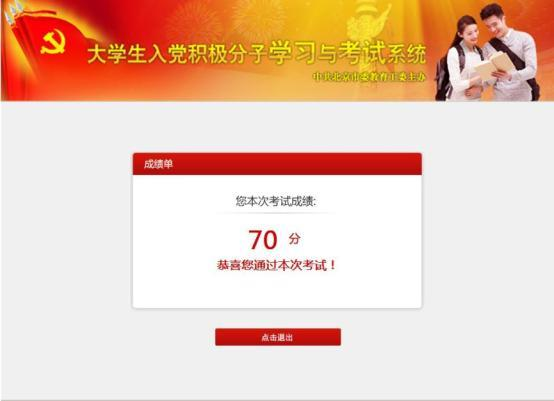 大学生入党积极分子学习与考试系统
中共北京市委教育工委主办
成绩单
您本次考试成绩:
70 分
恭喜您通过本次考试！
点击退出